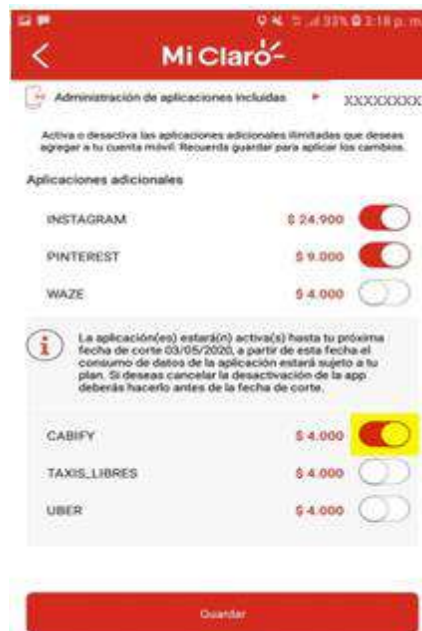 33% 2:18 p. m
Mi Claro
Administración de aplicaciones incluidas XXXXXXXX
Activa o desactiva las aplicaciones adicionales ilimitadas que deseas
agregar a tu cuenta móvil. Recuerda guardar para aplicar los cambios.
Aplicaciones adicionales
INSTAGRAM $ 24.900
PINTEREST $ 9.000
WAZE $ 4.000
La aplicación(es) estará(n) activa(s) hasta tu próxima
fecha de corte 03/05/2020, a partir de esta fecha el
consumo de datos de la aplicación estará sujeto a tu
plan. Si deseas cancelar la desactivación de la app
deberás hacerlo antes de la fecha de corte.
CABIFY $ 4.000
TAXIS_LIBRES $ 4.000
UBER $ 4.000
Guardar